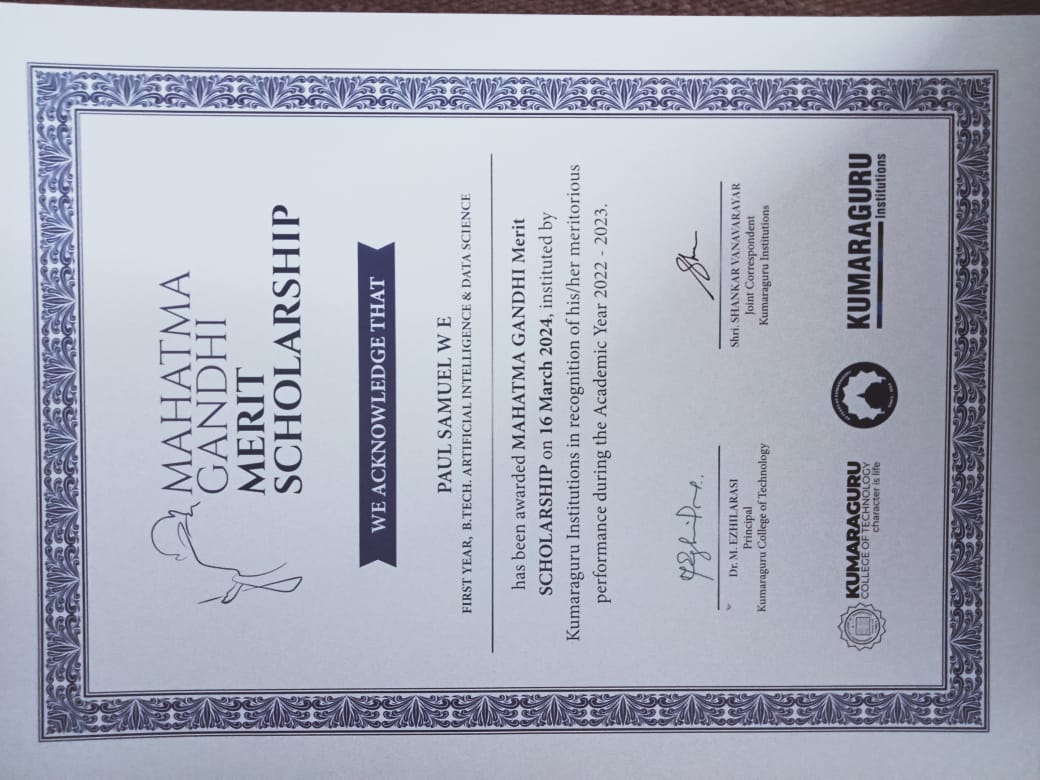 MAHATMA
GANDHI
MERIT
SCHOLARSHIP
WE ACKNOWLEDGE THAT
PAUL SAMUEL W E
FIRST YEAR, B.TECH. ARTIFICIAL INTELLIGENCE & DATA SCIENCE
has been awarded MAHATMA GANDHI Merit
SCHOLARSHIP on 16 March 2024, instituted by
Kumaraguru Institutions in recognition of his/her meritorious
performance during the Academic Year 2022 - 2023.
Dr. M. EZHILARASI
Principal
Kumaraguru College of Technology
Shri. SHANKAR VANAVARAYAR
Joint Correspondent
Kumaraguru Institutions
KUMARAGURU
COLLEGE OF TECHNOLOGY
character is life
KUMARAGURU
Institutions